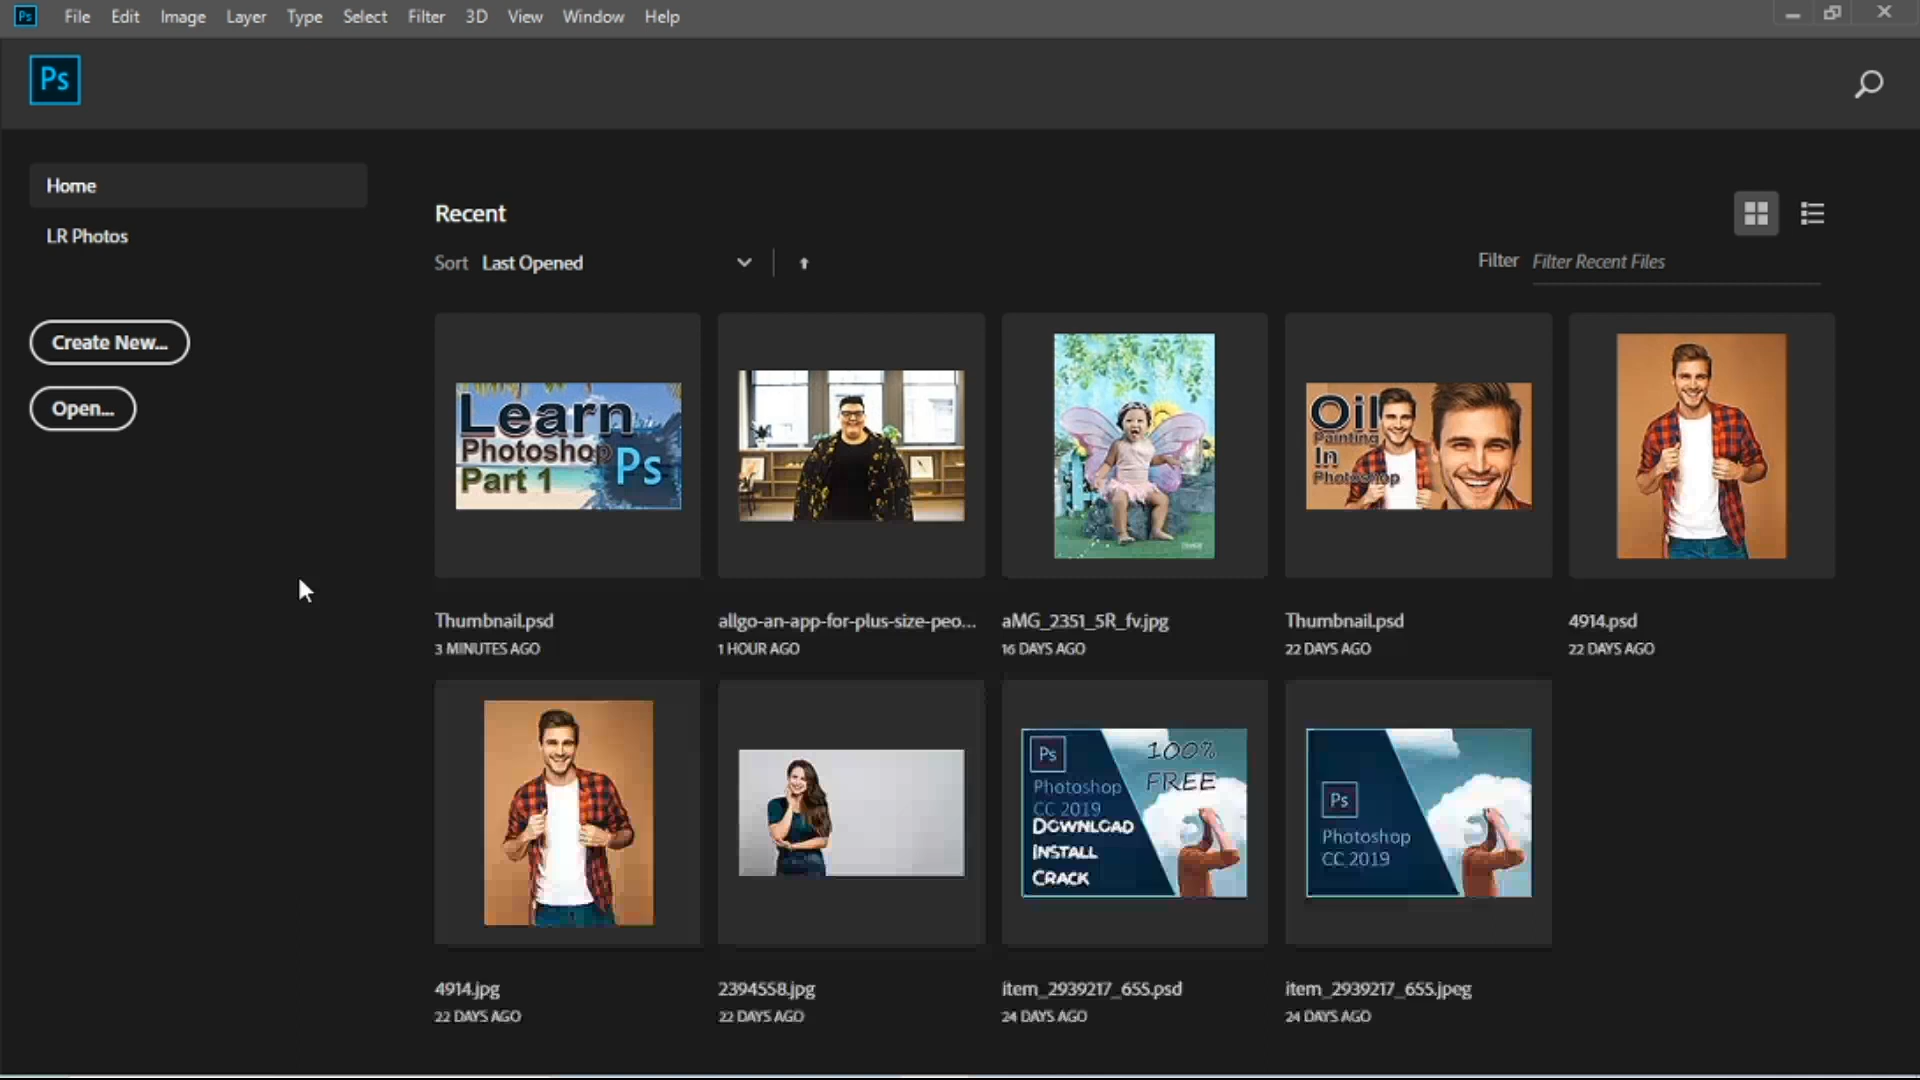 Ps File Edit Image Layer Type Select Filter 3D View Window Help
Ps
Home
LR Photos
Create New...
Open...
Recent
Sort Last Opened
Filter Filter Recent Files
Learn
Photoshop
Part 1
Ps
Oil
Painting
In
Photoshop
Thumbnail.psd
3 MINUTES AGO
allgo-an-app-for-plus-size-peo...
1 HOUR AGO
aMG_2351_5R_fv.jpg
16 DAYS AGO
Thumbnail.psd
22 DAYS AGO
4914.psd
22 DAYS AGO
Ps
Photoshop
CC 2019
DOWNLOAD
INSTALL
CRACK
100%
FREE
Ps
Photoshop
CC 2019
4914.jpg
22 DAYS AGO
2394558.jpg
22 DAYS AGO
item_2939217_655.psd
24 DAYS AGO
item_2939217_655.jpeg
24 DAYS AGO